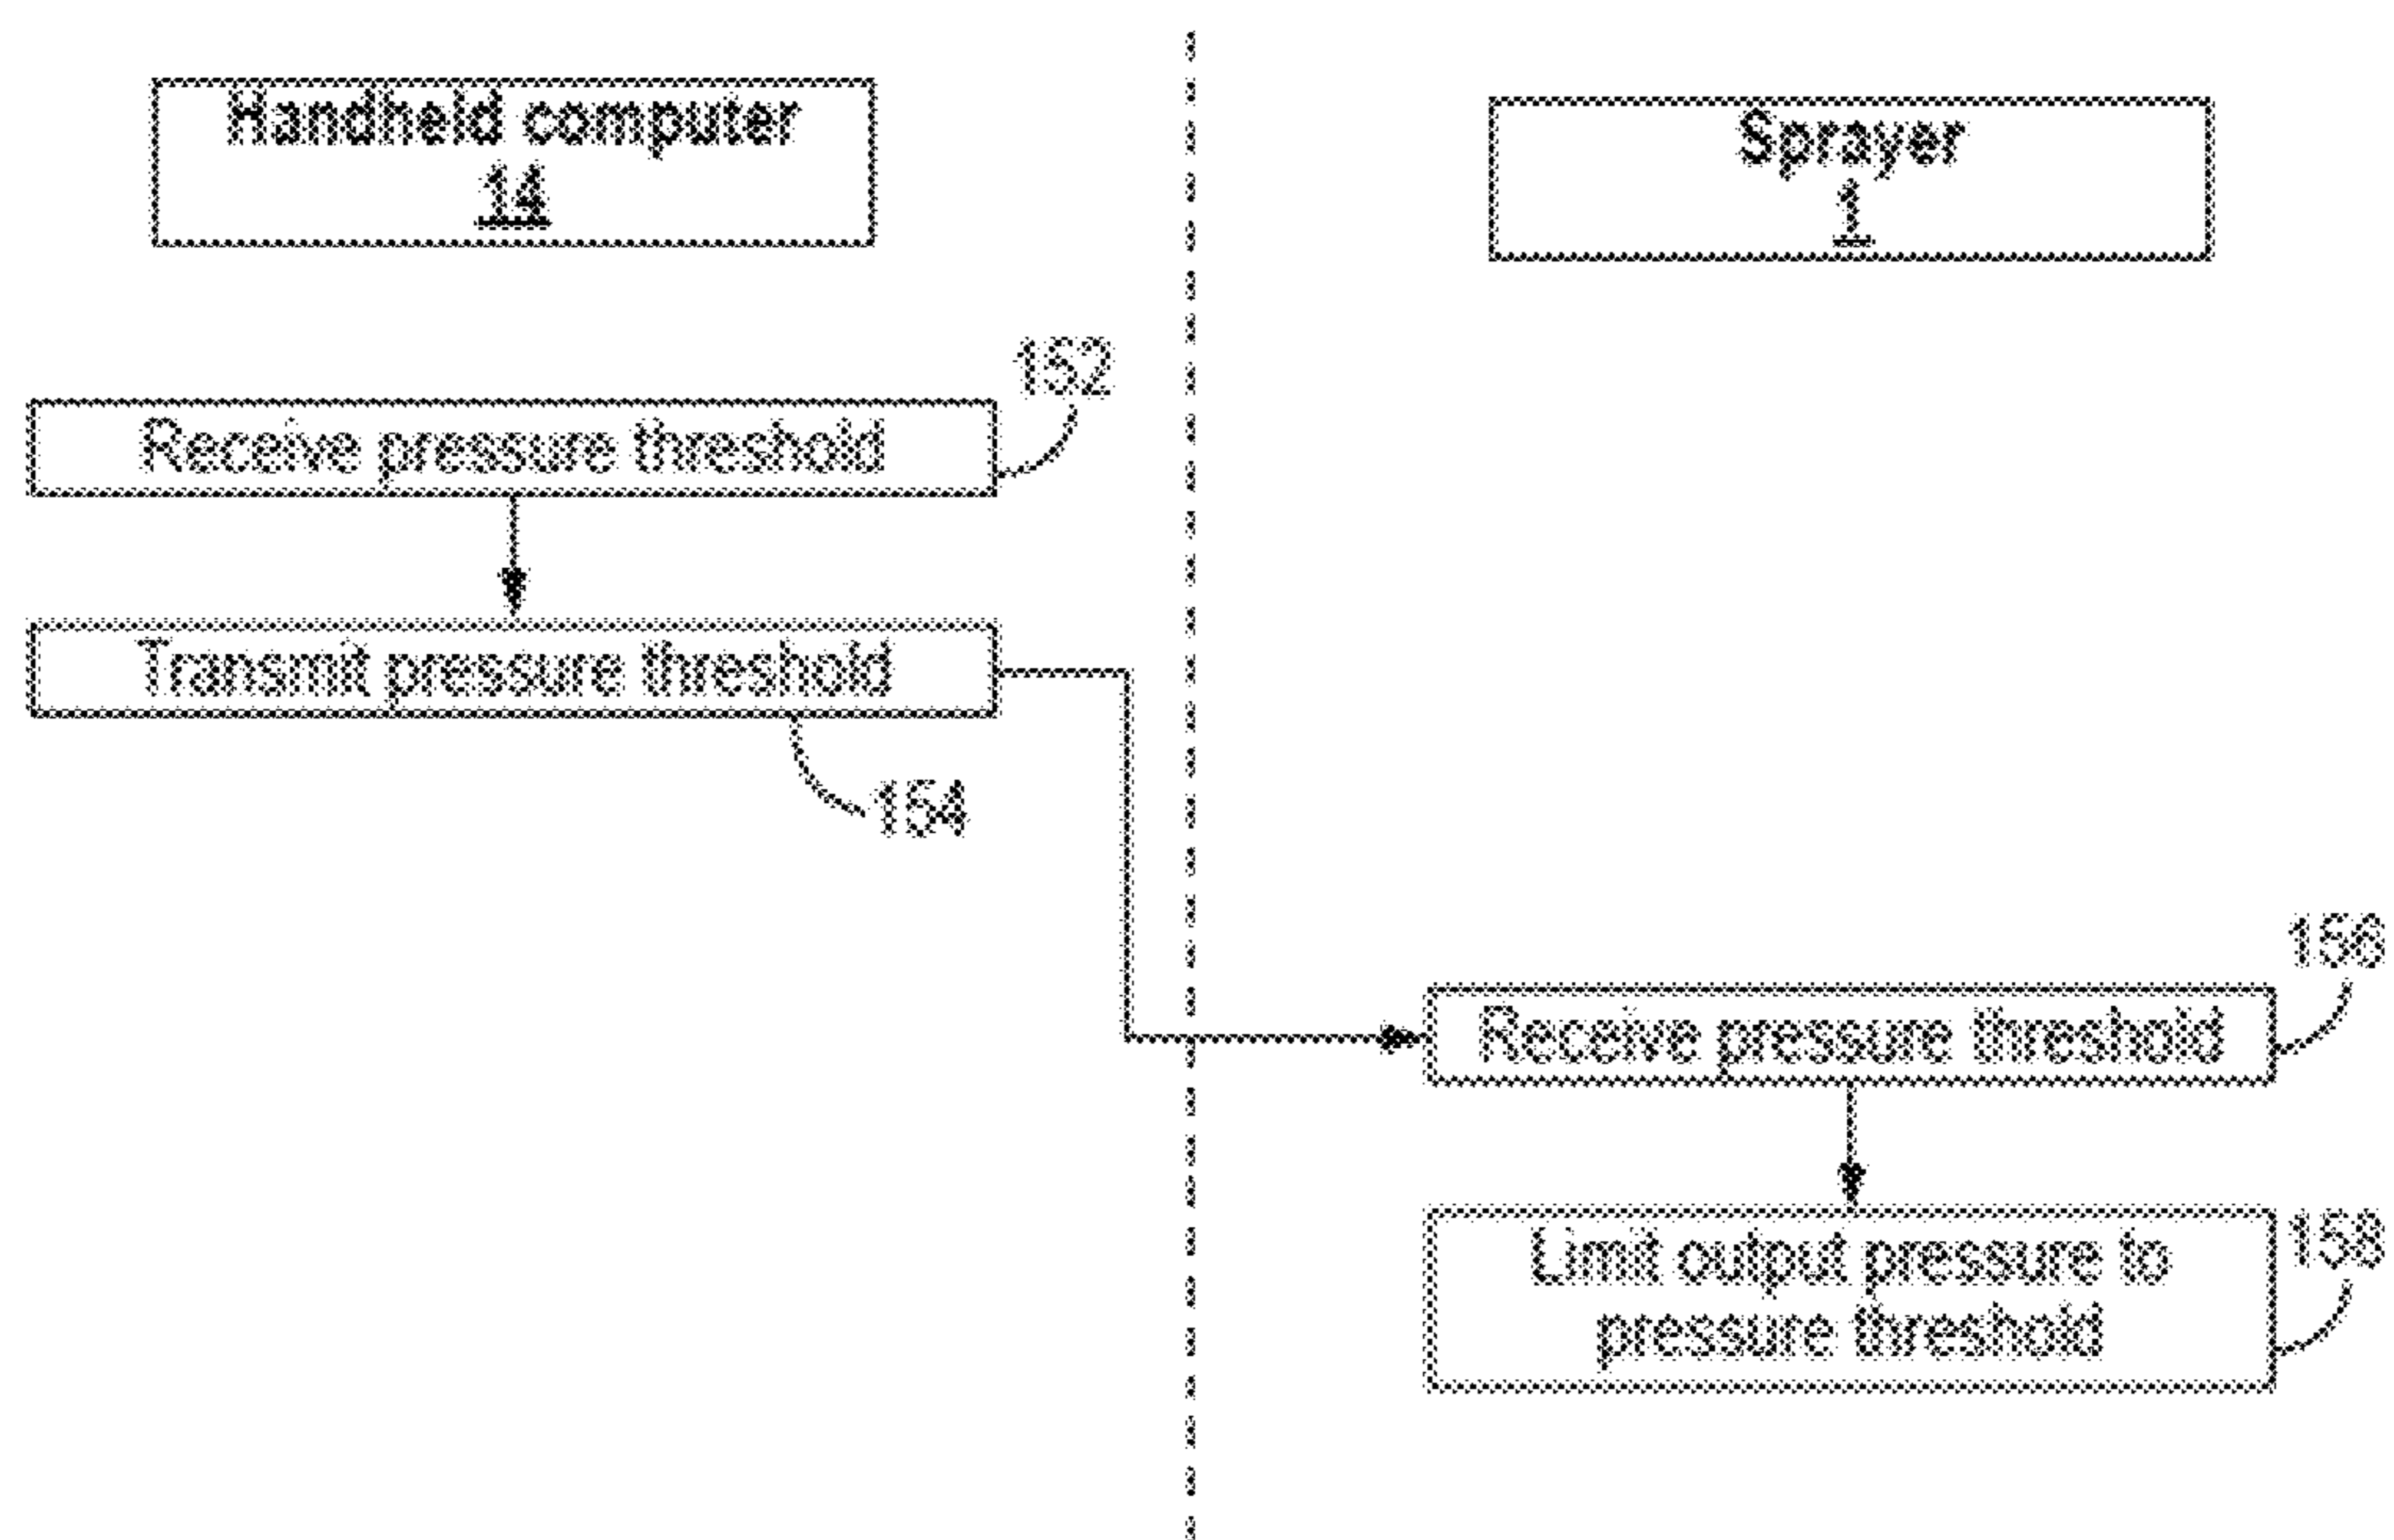 Handheld computer
14
Sprayer
1
152
Receive pressure threshold
Transmit pressure threshold
154
156
Receive pressure threshold
158
Limit output pressure to
pressure threshold